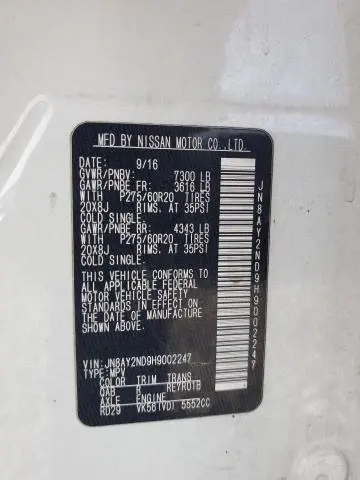 MFD BY NISSAN MOTOR CO.,LTD.
DATE: 9/16
GVWR/PNBV: 7300 LB
GAWR/PNBE FR: 3616 LB
WITH P275/60R20 TIRES
20X8J RIMS. AT 35PSI
COLD SINGLE.
GAWR/PNBE RR: 4343 LB
WITH P275/60R20 TIRES
20X8J RIMS. AT 35PSI
COLD SINGLE.
THIS VEHICLE CONFORMS TO
ALL APPLICABLE FEDERAL
MOTOR VEHICLE SAFETY
STANDARDS IN EFFECT ON
THE DATE OF MANUFACTURE
SHOWN ABOVE.
VIN: JN8AY2ND9H9002247
TYPE: MPV
COLOR TRIM TRANS
QAB R RE7R01B
AXLE ENGINE
RD29 VK56(VD) 5552CC
JN8AY2ND9H9002247